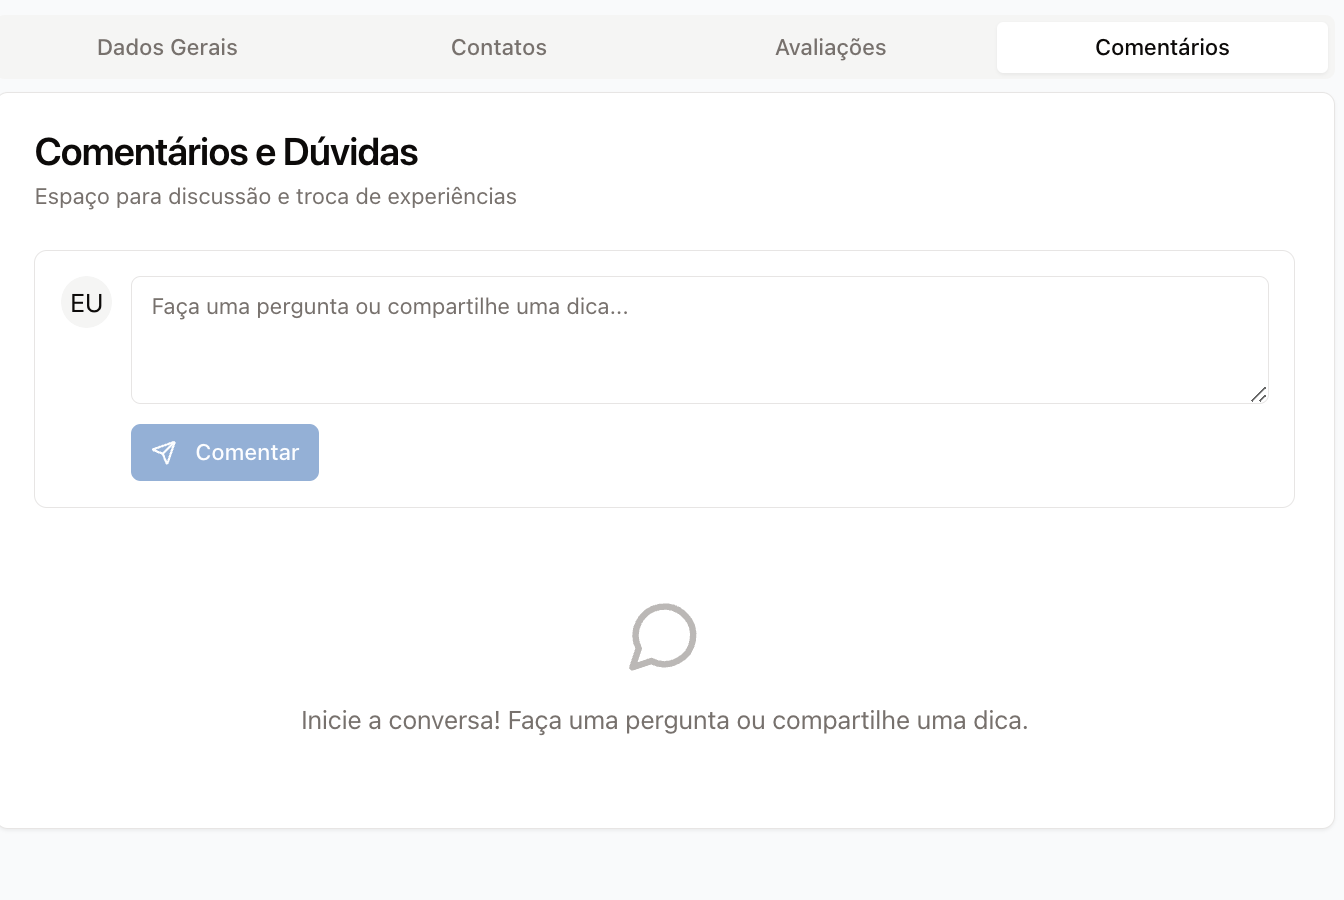 Dados Gerais
Contatos
Avaliações
Comentários
Comentários e Dúvidas
Espaço para discussão e troca de experiências
EU
Faça uma pergunta ou compartilhe uma dica...
Comentar
Inicie a conversa! Faça uma pergunta ou compartilhe uma dica.